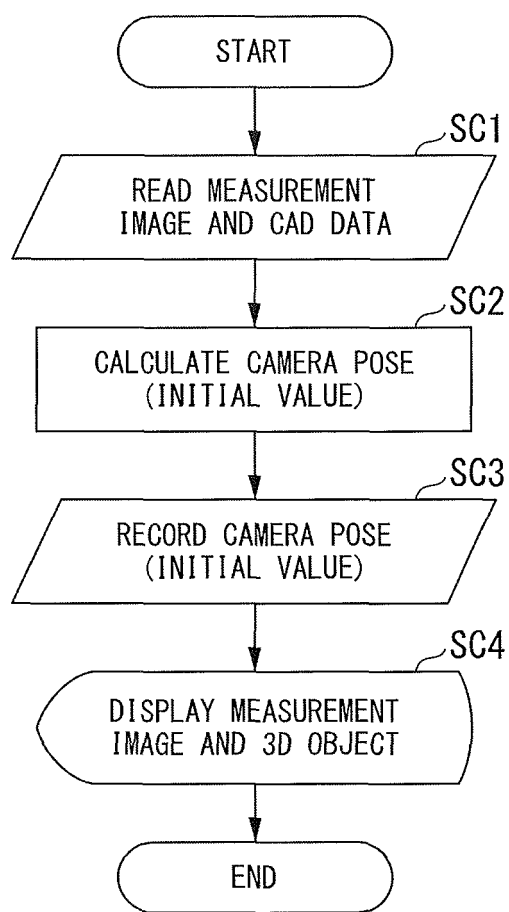 START
SC1
READ MEASUREMENT
IMAGE AND CAD DATA
SC2
CALCULATE CAMERA POSE
(INITIAL VALUE)
SC3
RECORD CAMERA POSE
(INITIAL VALUE)
SC4
DISPLAY MEASUREMENT
IMAGE AND 3D OBJECT
END